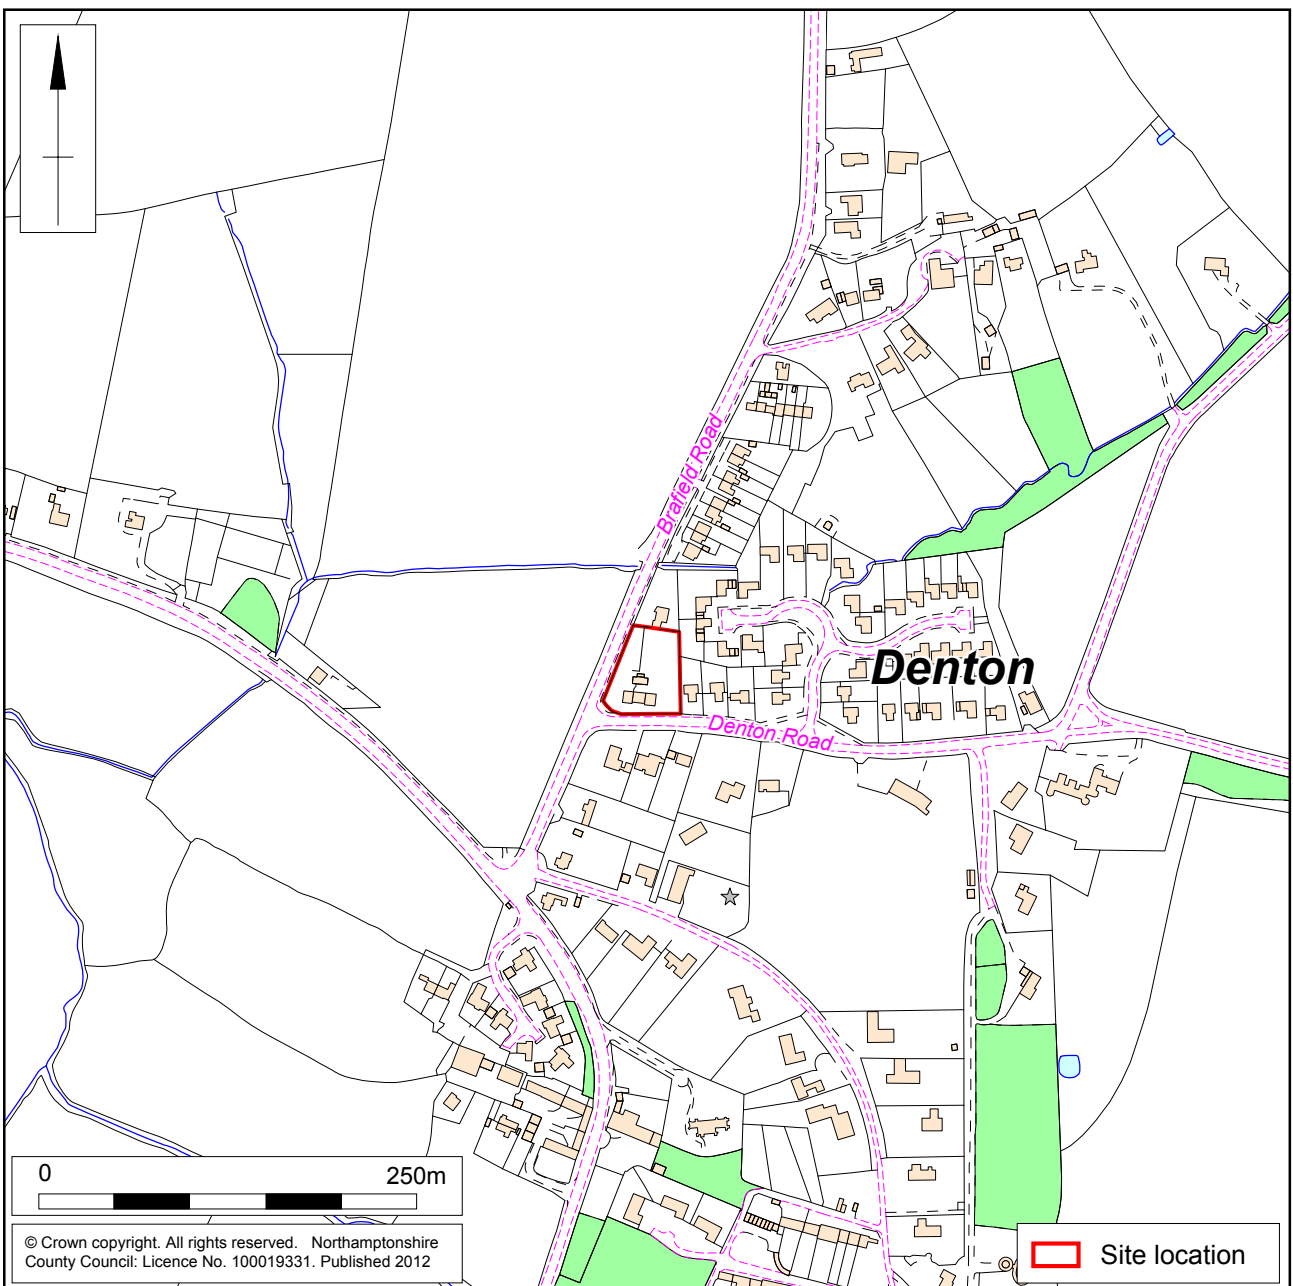 Brafield Road
Denton
Denton Road
0 250m
© Crown copyright. All rights reserved. Northamptonshire
County Council: Licence No. 100019331. Published 2012
Site location